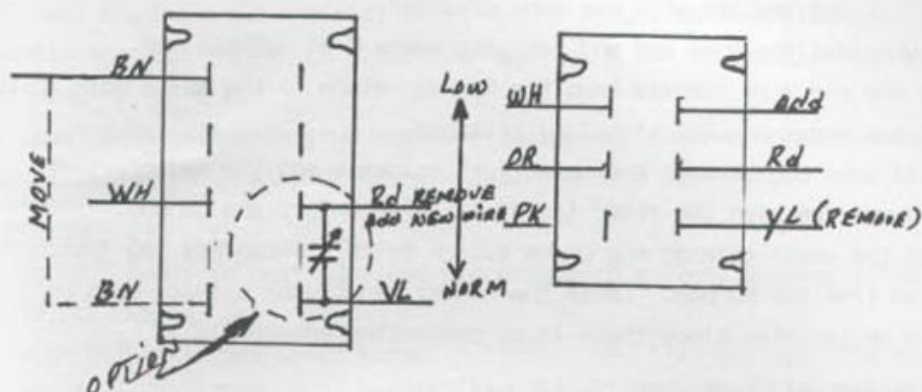 BN
MOVE
WH
BN
OPTION
Rd REMOVE
ADD NEW WIRE
VL
LOW
NORM
WH
OR
PK
Add
Rd
YL (REMOVE)